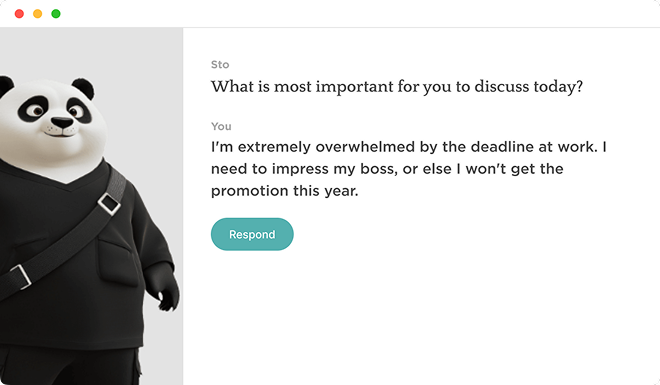 Sto
What is most important for you to discuss today?
You
I'm extremely overwhelmed by the deadline at work. I
need to impress my boss, or else I won't get the
promotion this year.
Respond